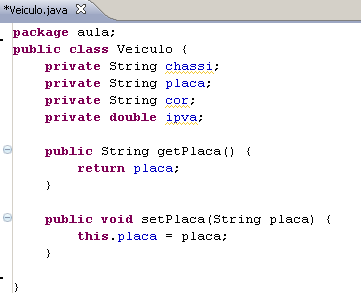 *Veiculo.java
package aula;
public class Veiculo {
    private String chassi;
    private String placa;
    private String cor;
    private double ipva;

    public String getPlaca() {
        return placa;
    }

    public void setPlaca(String placa) {
        this.placa = placa;
    }

}